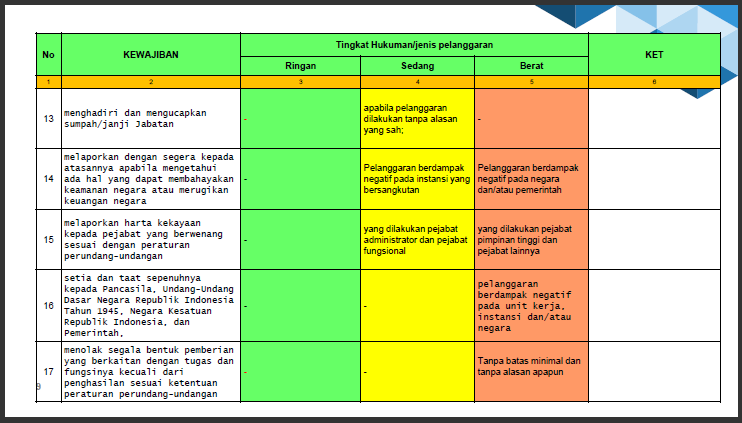 No
KEWAJIBAN
Tingkat Hukuman/jenis pelanggaran
KET
Ringan
Sedang
Berat
1
2
3
4
5
6
13
menghadiri dan mengucapkan
sumpah/janji Jabatan
-
apabila pelanggaran
dilakukan tanpa alasan
yang sah;
-
14
melaporkan dengan segera kepada
atasannya apabila mengetahui
ada hal yang dapat membahayakan
keamanan negara atau merugikan
keuangan negara
-
Pelanggaran berdampak
negatif pada instansi yang
bersangkutan
Pelanggaran berdampak
negatif pada negara
dan/atau pemerintah
15
melaporkan harta kekayaan
kepada pejabat yang berwenang
sesuai dengan peraturan
perundang-undangan
-
yang dilakukan pejabat
administrator dan pejabat
fungsional
yang dilakukan pejabat
pimpinan tinggi dan
pejabat lainnya
16
setia dan taat sepenuhnya
kepada Pancasila, Undang-Undang
Dasar Negara Republik Indonesia
Tahun 1945, Negara Kesatuan
Republik Indonesia, dan
Pemerintah,
-
-
pelanggaran
berdampak negatif
pada unit kerja,
instansi dan/atau
negara
17
menolak segala bentuk pemberian
yang berkaitan dengan tugas dan
fungsinya kecuali dari
penghasilan sesuai ketentuan
peraturan perundang-undangan
-
-
Tanpa batas minimal dan
tanpa alasan apapun
9